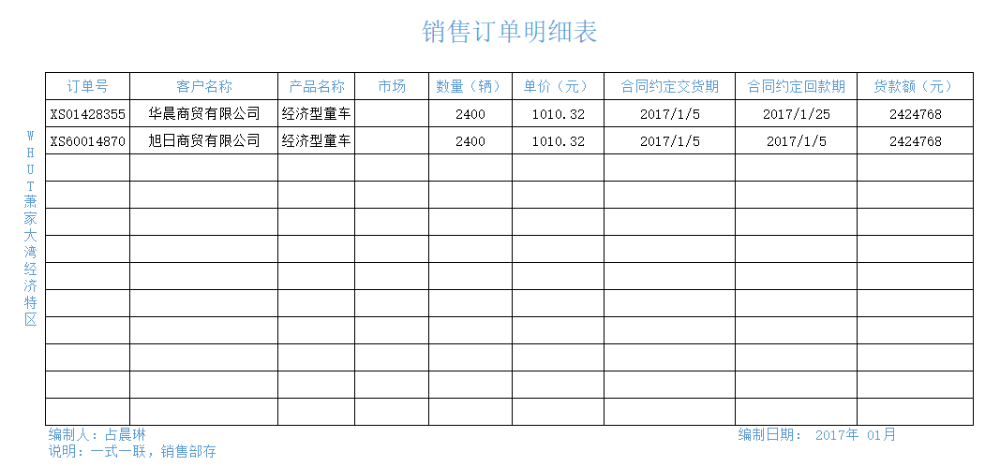 销售订单明细表
订单号 客户名称 产品名称 市场 数量（辆） 单价（元） 合同约定交货期 合同约定回款期 货款额（元）
XS01428355 华晨商贸有限公司 经济型童车 2400 1010.32 2017/1/5 2017/1/25 2424768
XS60014870 旭日商贸有限公司 经济型童车 2400 1010.32 2017/1/5 2017/1/5 2424768
WHUT萧家大湾经济特区
编制人：占晨琳 编制日期： 2017年 01月
说明：一式一联，销售部存